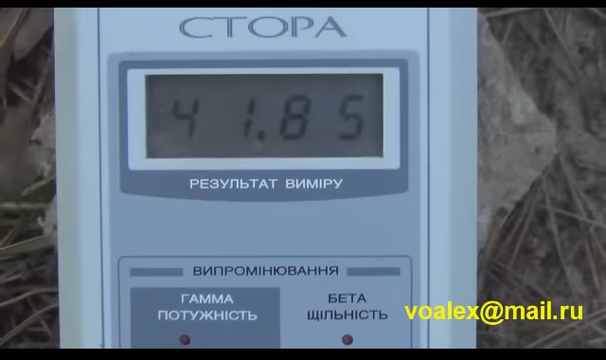 СТОРА
41.85
РЕЗУЛЬТАТ ВИМІРУ
ВИПРОМІНЮВАННЯ
ГАММА
ПОТУЖНІСТЬ
БЕТА
ЩІЛЬНІСТЬ
voalex@mail.ru